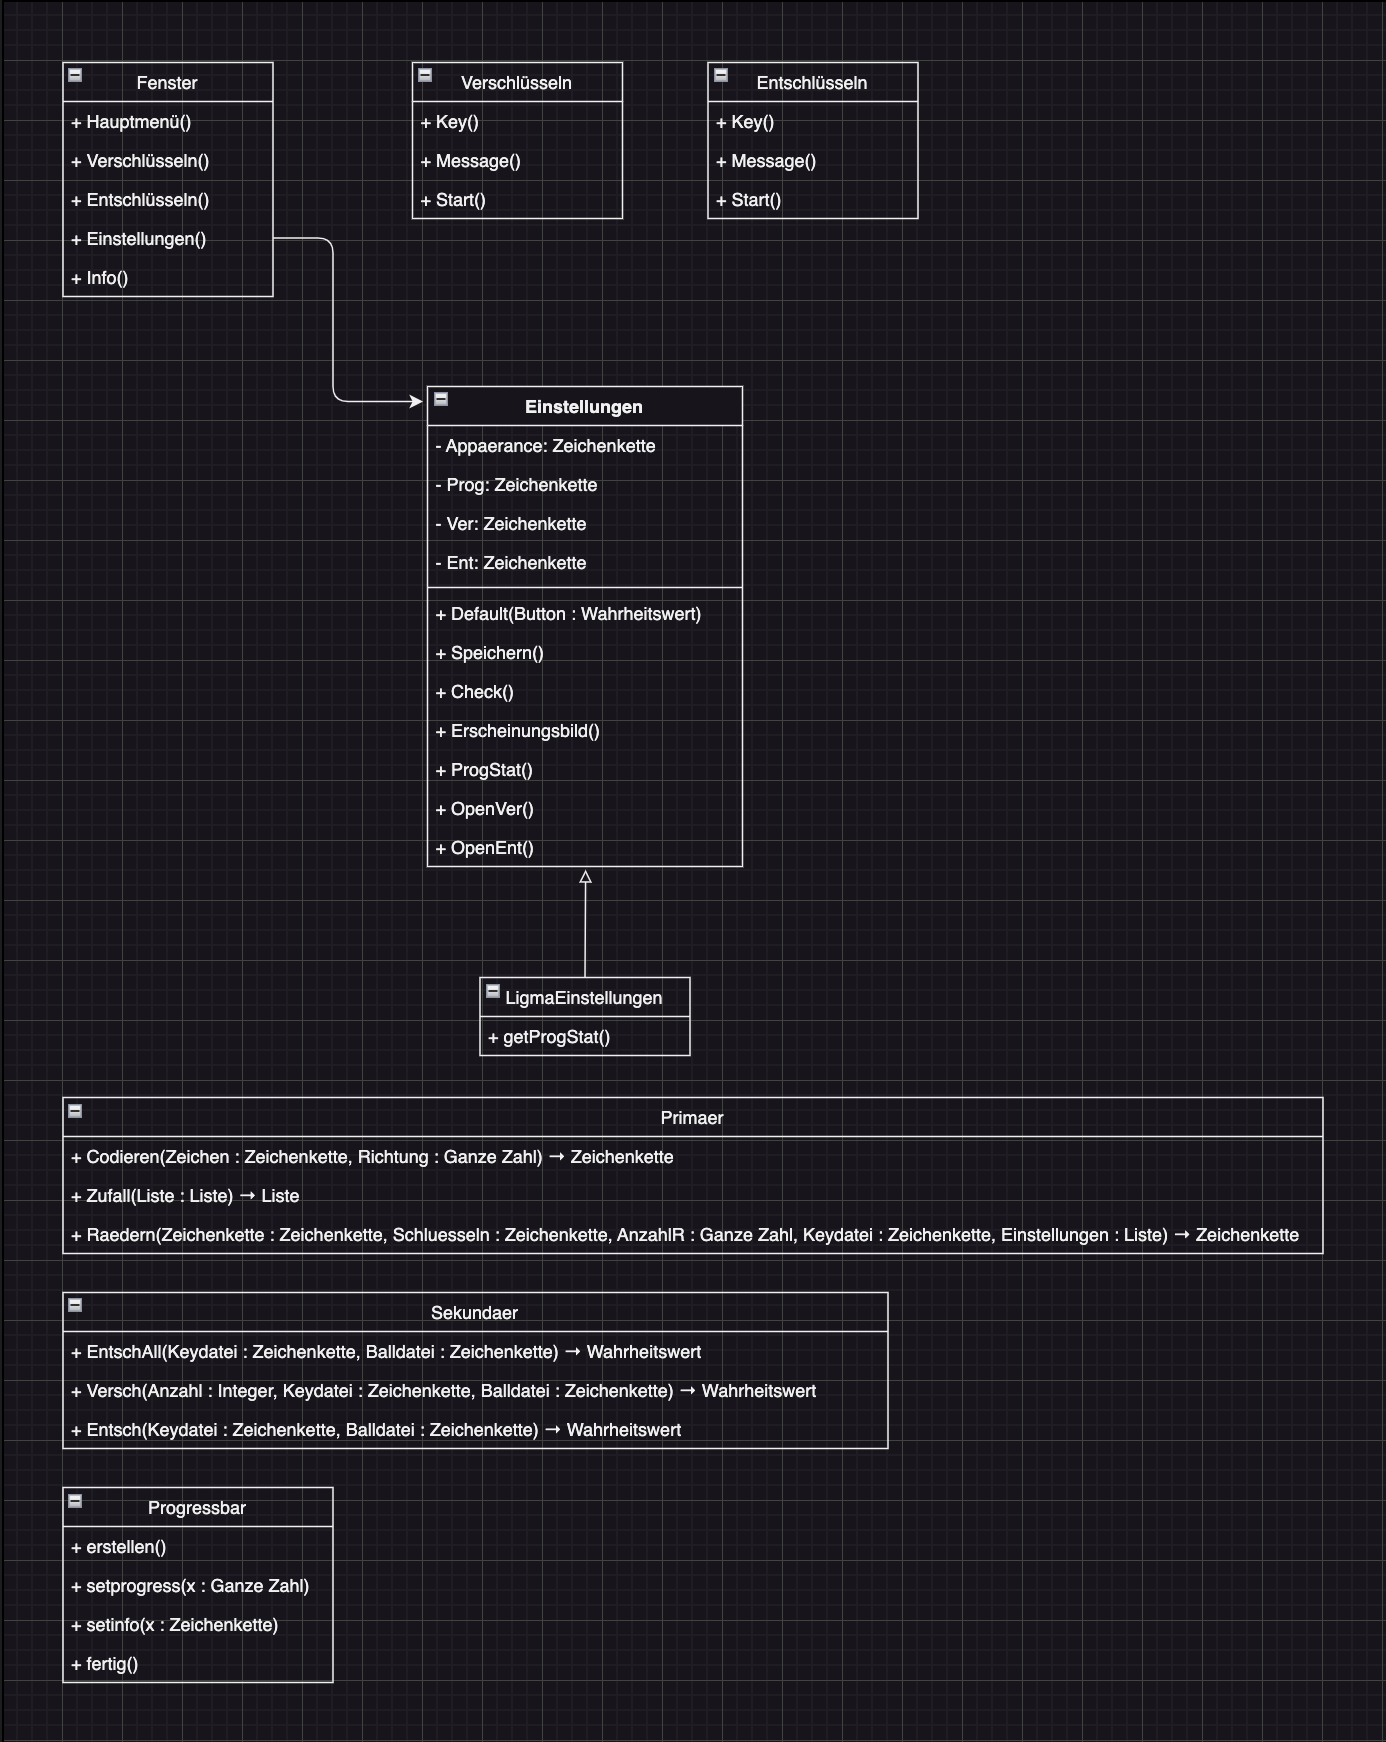 Fenster
+ Hauptmenü()
+ Verschlüsseln()
+ Entschlüsseln()
+ Einstellungen()
+ Info()
Verschlüsseln
+ Key()
+ Message()
+ Start()
Entschlüsseln
+ Key()
+ Message()
+ Start()
Einstellungen
- Appaerance: Zeichenkette
- Prog: Zeichenkette
- Ver: Zeichenkette
- Ent: Zeichenkette
+ Default(Button : Wahrheitswert)
+ Speichern()
+ Check()
+ Erscheinungsbild()
+ ProgStat()
+ OpenVer()
+ OpenEnt()
LigmaEinstellungen
+ getProgStat()
Primaer
+ Codieren(Zeichen : Zeichenkette, Richtung : Ganze Zahl) → Zeichenkette
+ Zufall(Liste : Liste) → Liste
+ Raedern(Zeichenkette : Zeichenkette, Schluesseln : Zeichenkette, AnzahlR : Ganze Zahl, Keydatei : Zeichenkette, Einstellungen : Liste) → Zeichenkette
Sekundaer
+ EntschAll(Keydatei : Zeichenkette, Balldatei : Zeichenkette) → Wahrheitswert
+ Versch(Anzahl : Integer, Keydatei : Zeichenkette, Balldatei : Zeichenkette) → Wahrheitswert
+ Entsch(Keydatei : Zeichenkette, Balldatei : Zeichenkette) → Wahrheitswert
Progressbar
+ erstellen()
+ setprogress(x : Ganze Zahl)
+ setinfo(x : Zeichenkette)
+ fertig()